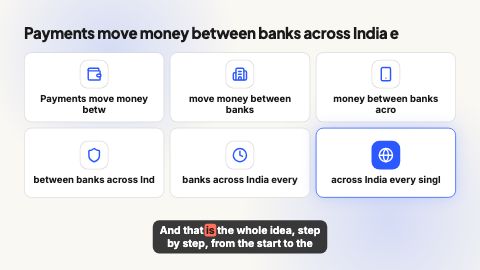 Payments move money between banks across India e
Payments move money
betw
move money between
banks
money between banks
acro
between banks across Ind
banks across India every
across India every singl
And that is the whole idea, step
by step, from the start to the